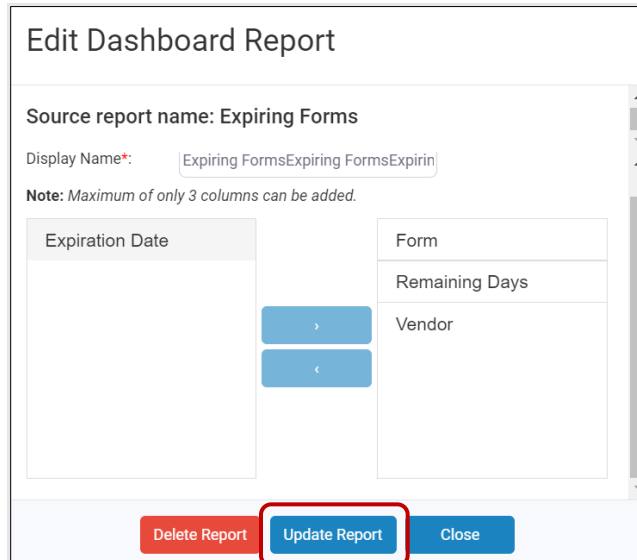 Edit Dashboard Report
Source report name: Expiring Forms
Display Name*: Expiring FormsExpiring FormsExpirin
Note: Maximum of only 3 columns can be added.
Expiration Date
Form
Remaining Days
Vendor
›
‹
Delete Report Update Report Close